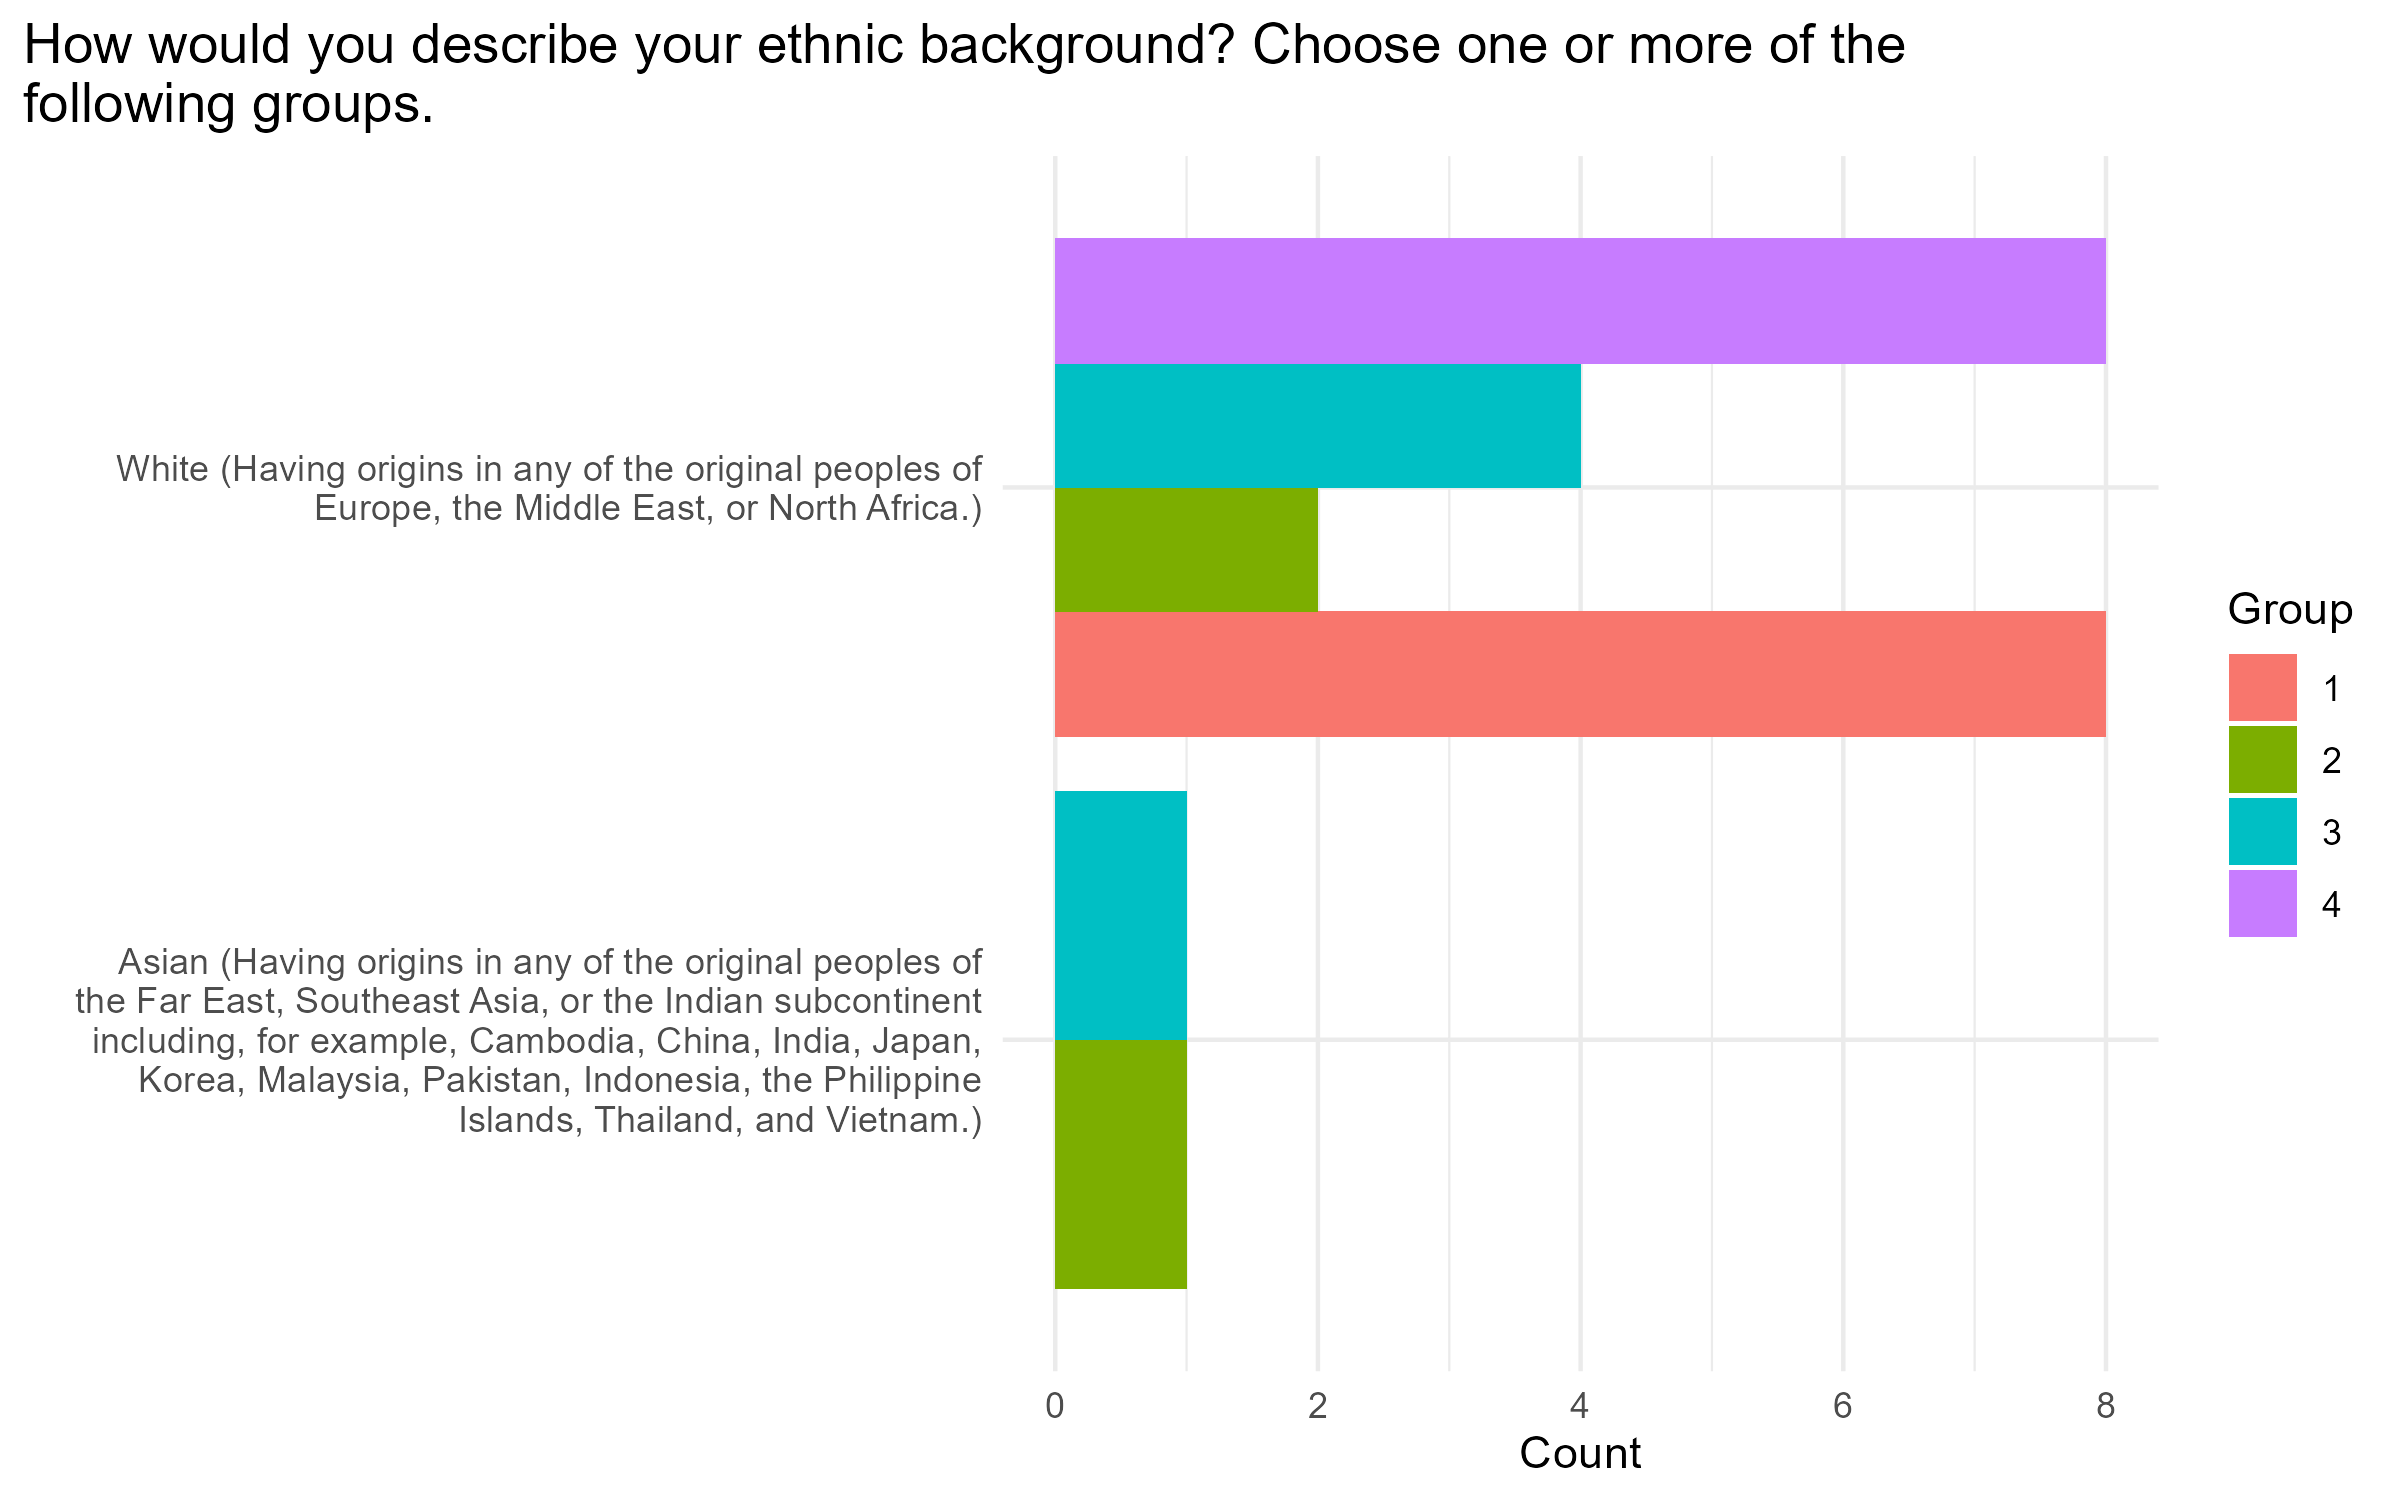 How would you describe your ethnic background? Choose one or more of the
following groups.
White (Having origins in any of the original peoples of
Europe, the Middle East, or North Africa.)
Asian (Having origins in any of the original peoples of
the Far East, Southeast Asia, or the Indian subcontinent
including, for example, Cambodia, China, India, Japan,
Korea, Malaysia, Pakistan, Indonesia, the Philippine
Islands, Thailand, and Vietnam.)
Group
1
2
3
4
0 2 4 6 8
Count